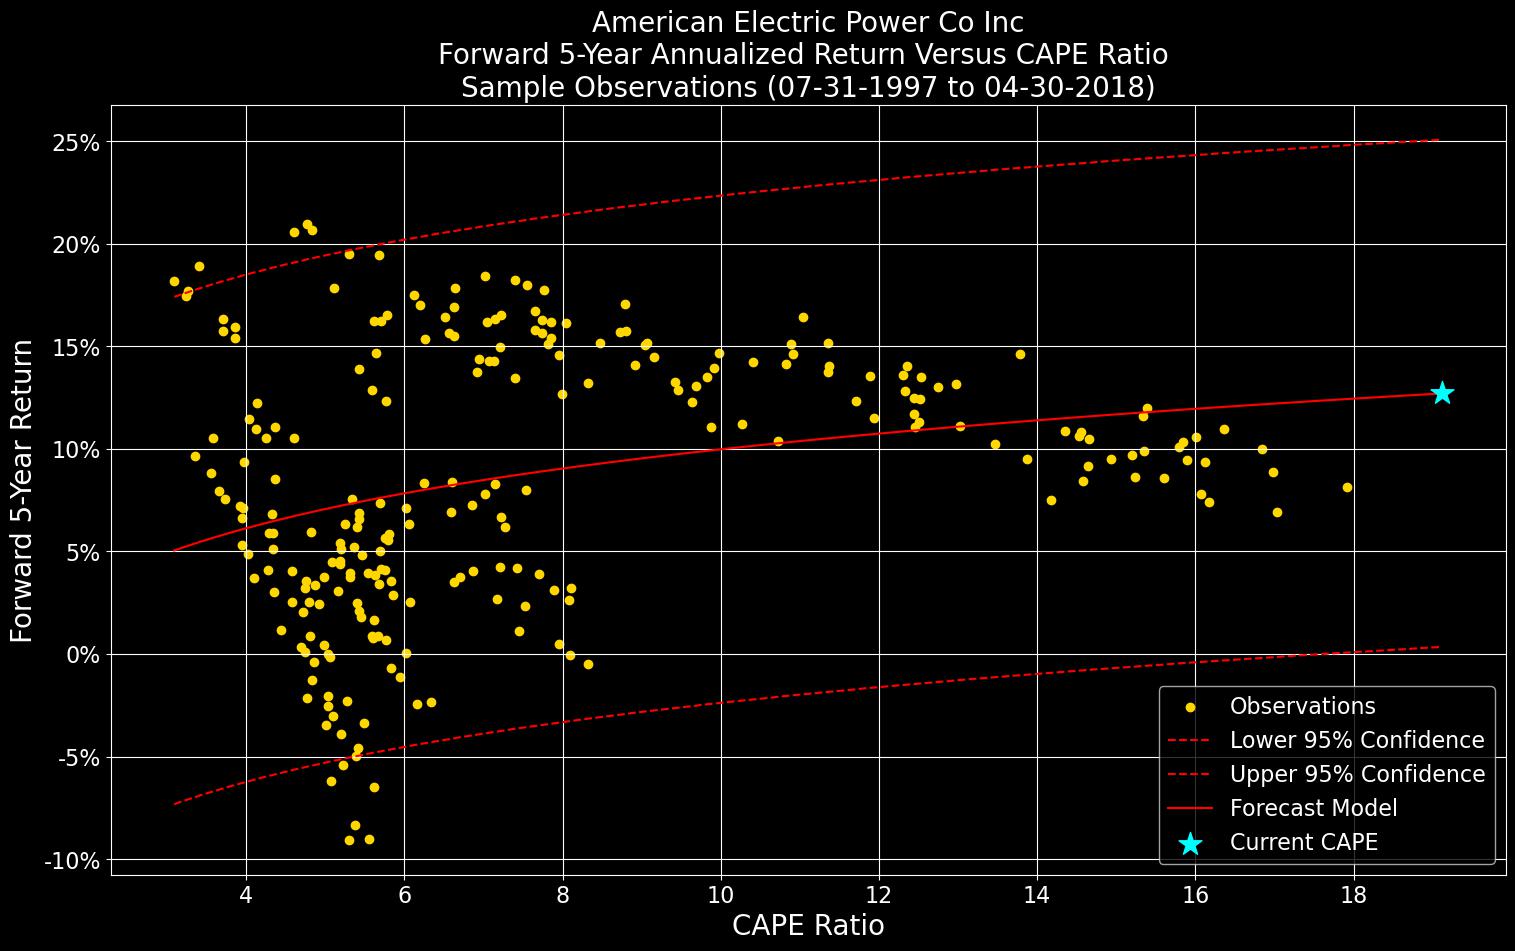 American Electric Power Co Inc
Forward 5-Year Annualized Return Versus CAPE Ratio
Sample Observations (07-31-1997 to 04-30-2018)
Forward 5-Year Return
25%
20%
15%
10%
5%
0%
-5%
-10%
4 6 8 10 12 14 16 18
CAPE Ratio
Observations
Lower 95% Confidence
Upper 95% Confidence
Forecast Model
Current CAPE